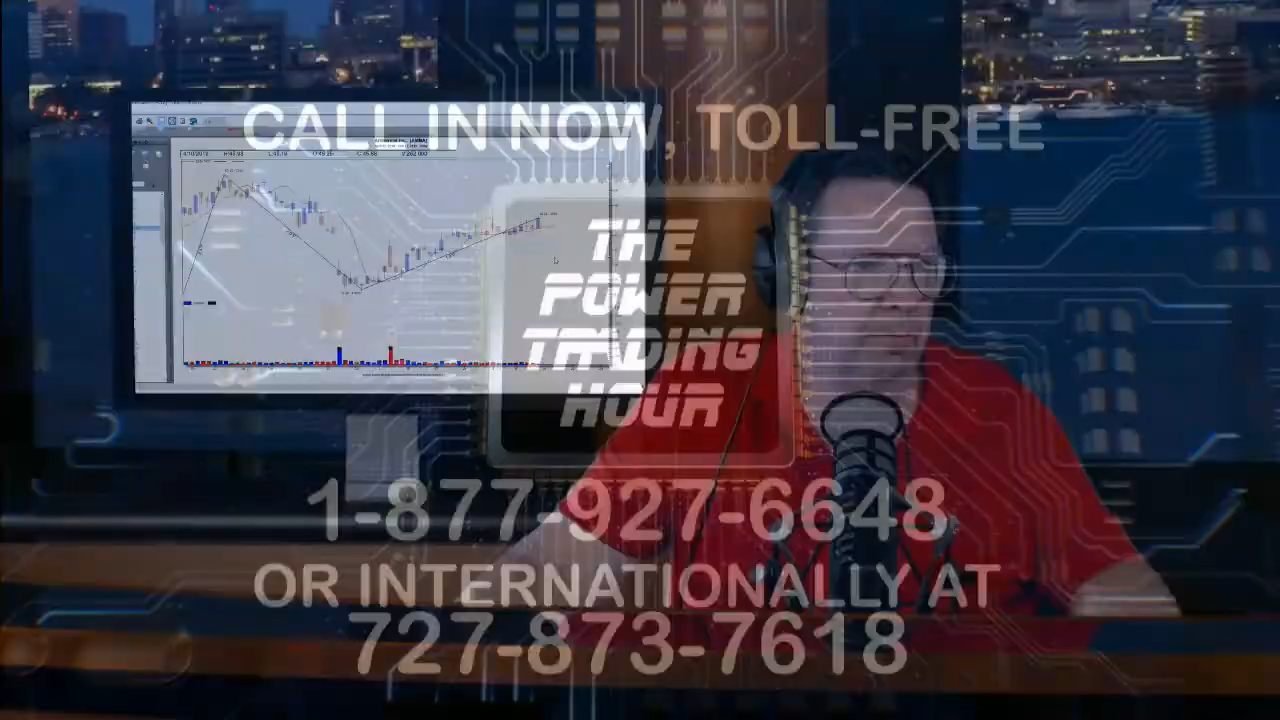 CALL IN NOW, TOLL-FREE
THE
POWER
TRADING
HOUR
1-877-927-6648
OR INTERNATIONALLY AT
727-873-7618